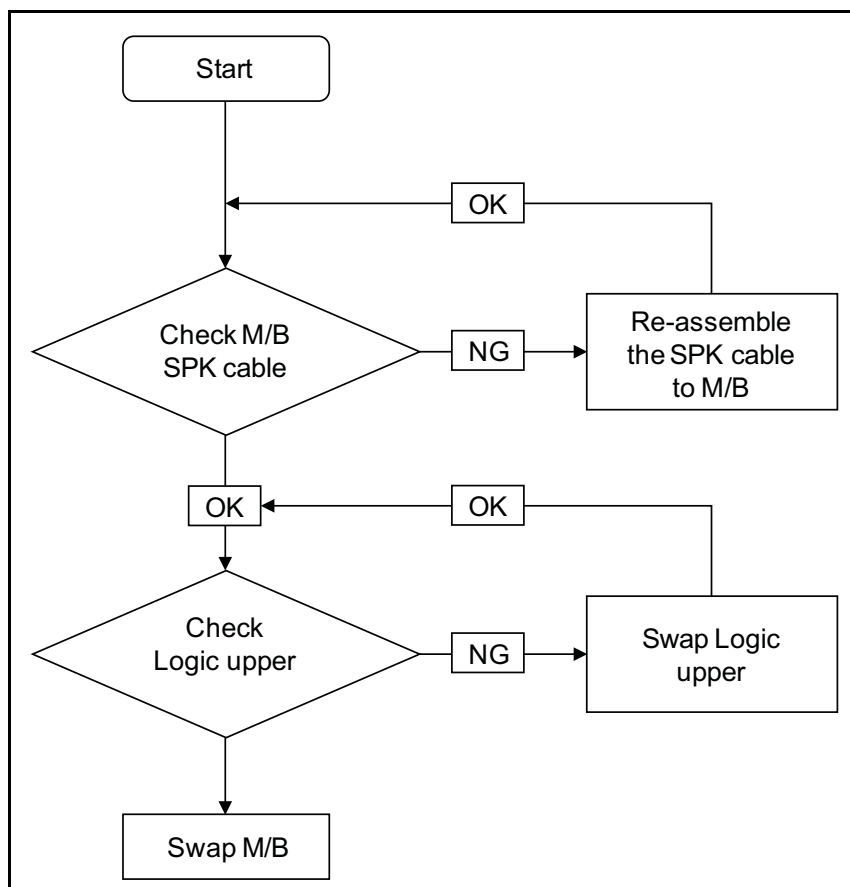 Start
OK
Check M/B
SPK cable
NG
Re-assemble
the SPK cable
to M/B
OK
OK
Check
Logic upper
NG
Swap Logic
upper
Swap M/B